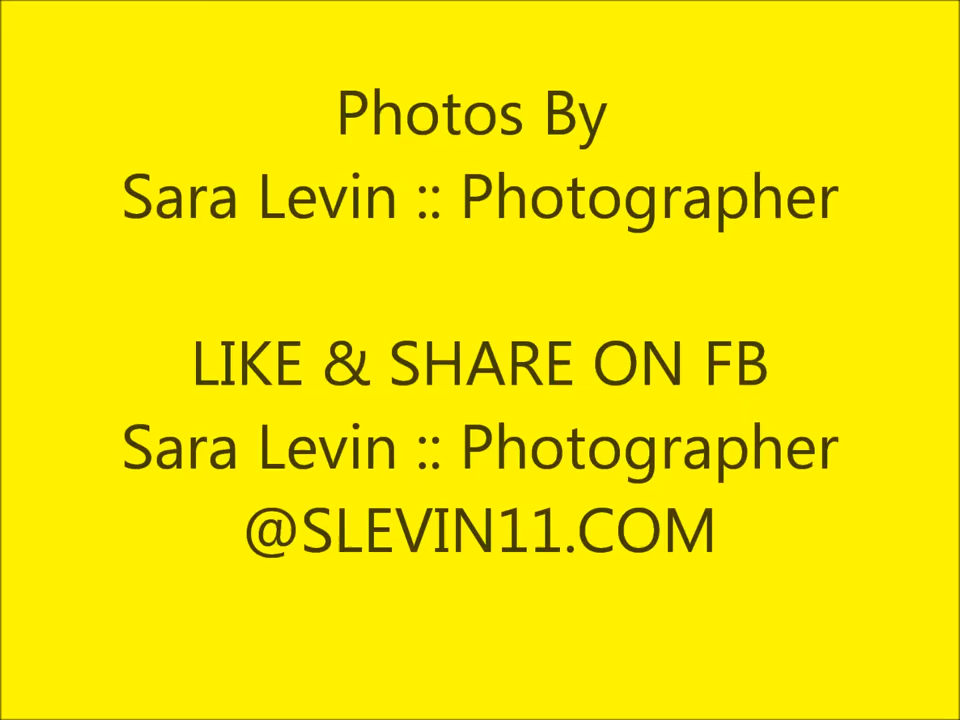 Photos By
Sara Levin :: Photographer
LIKE & SHARE ON FB
Sara Levin :: Photographer
@SLEVIN11.COM